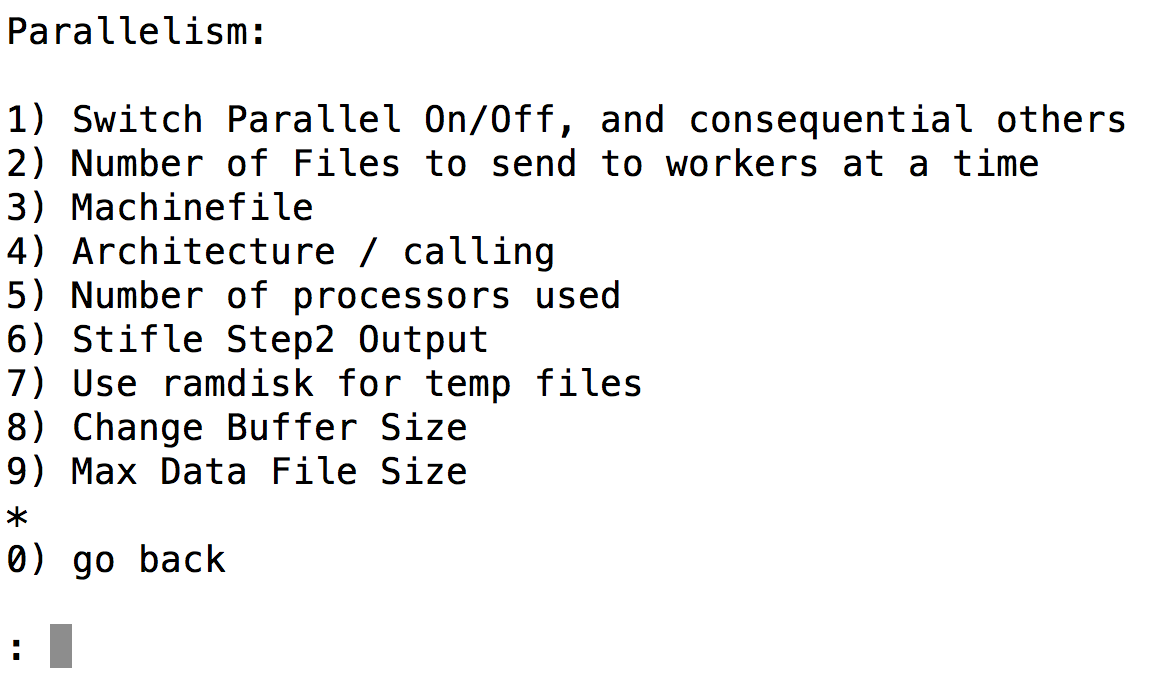 Parallelism:
1) Switch Parallel On/Off, and consequential others
2) Number of Files to send to workers at a time
3) Machinefile
4) Architecture / calling
5) Number of processors used
6) Stifle Step2 Output
7) Use ramdisk for temp files
8) Change Buffer Size
9) Max Data File Size
*
0) go back
: